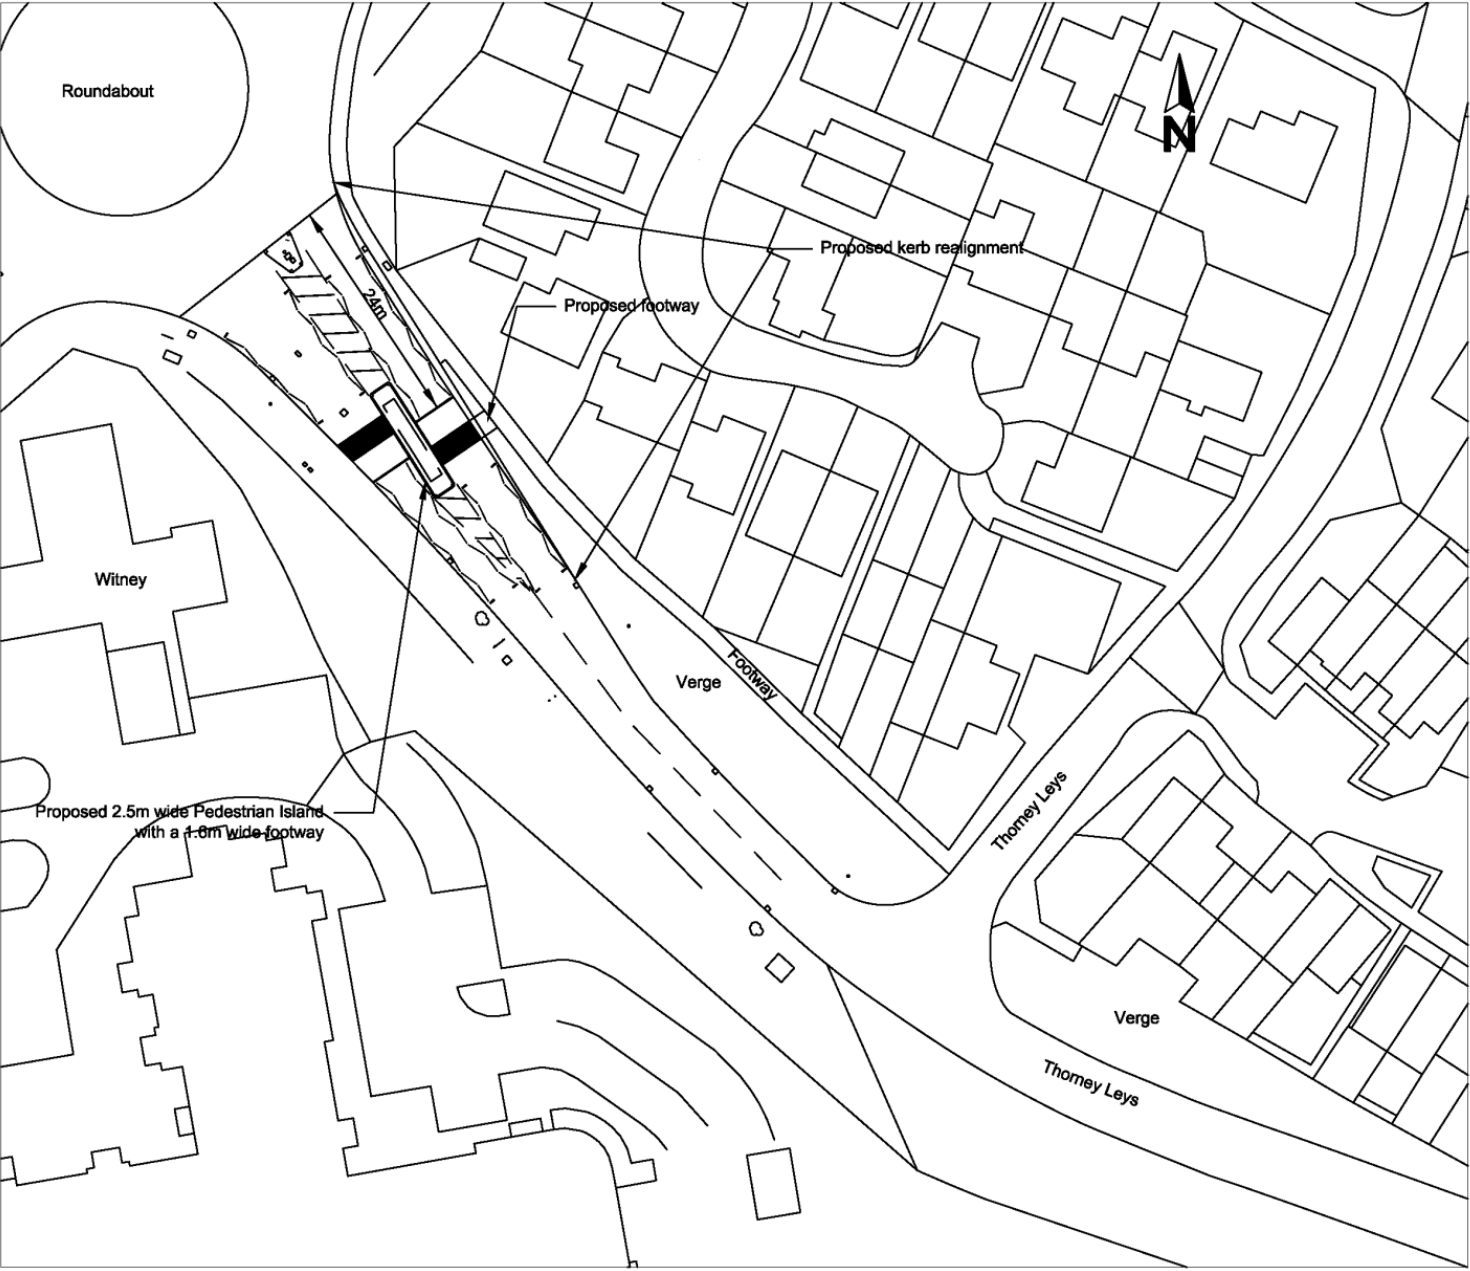 Roundabout
N
Proposed kerb realignment
24m
Proposed footway
Witney
Verge
Footway
Thorney Leys
Proposed 2.5m wide Pedestrian Island
with a 1.6m wide footway
Verge
Thorney Leys